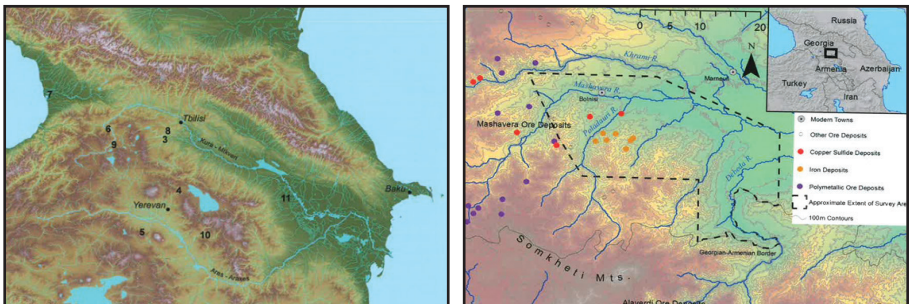 7
Tbilisi
6
8
3
9
Kura - Mtkvari
4
11
Baku
Yerevan
5
10
Aras - Araxes
0
5
10
20
N
Russia
Georgia
Armenia
Azerbaijan
Turkey
Iran
Khrami R.
Marneuli
Mashavera R.
Bolnisi
Mashavera Ore Deposits
Debeda R.
Modern Towns
Other Ore Deposits
Copper Sulfide Deposits
Iron Deposits
Polymetallic Ore Deposits
Approximate Extent of Survey Area
100m Contours
Georgian-Armenian Border
Somkheti Mts.
Alaverdi Ore Deposits